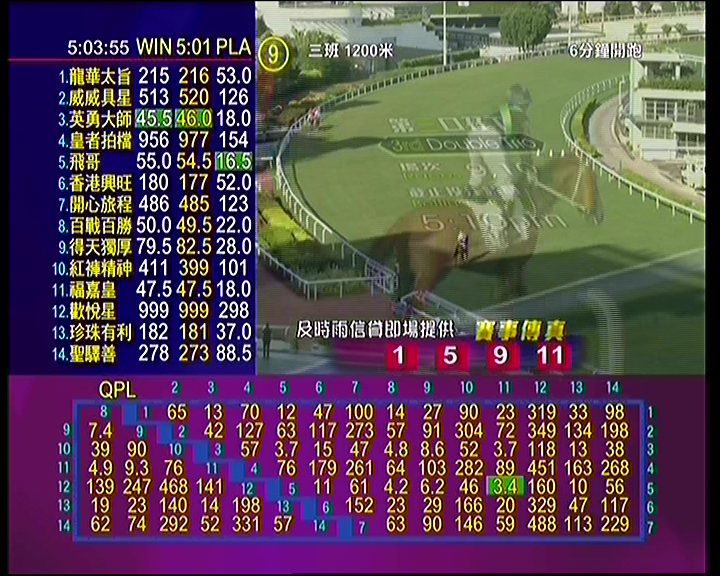 5:03:55 WIN 5:01 PLA
⑨ 三班 1200米 6分鐘開跑
1.龍華太旨 215 216 53.0
2.威威具星 513 520 126
3.英勇大師 45.5 46.0 18.0
4.皇者拍檔 956 977 154
5.飛哥 55.0 54.5 16.5
6.香港興旺 180 177 52.0
7.開心旅程 486 485 123
8.百戰百勝 50.0 49.5 22.0
9.得天獨厚 79.5 82.5 28.0
10.紅褲精神 411 399 101
11.福嘉皇 47.5 47.5 18.0
12.歡悅星 999 999 298
13.珍珠有利 182 181 37.0
14.聖驛善 278 273 88.5
3rd Double Trio
及時雨信貸即場提供 賽事傳真
1 5 9 11
QPL 2 3 4 5 6 7 8 9 10 11 12 13 14
8 1 65 13 70 12 47 100 14 27 90 23 319 33 98 1
9 7.4 9 2 42 127 63 117 273 57 91 304 72 349 134 198 2
10 39 90 10 3 57 3.7 15 47 4.8 8.6 52 3.7 118 13 38 3
11 4.9 9.3 76 11 4 76 179 261 64 103 282 89 451 163 268 4
12 139 247 468 141 12 5 11 61 4.2 6.2 46 3.4 160 10 56 5
13 19 23 140 14 198 13 6 152 23 29 166 20 329 47 117 6
14 62 74 292 52 331 57 14 7 63 90 146 59 488 113 229 7